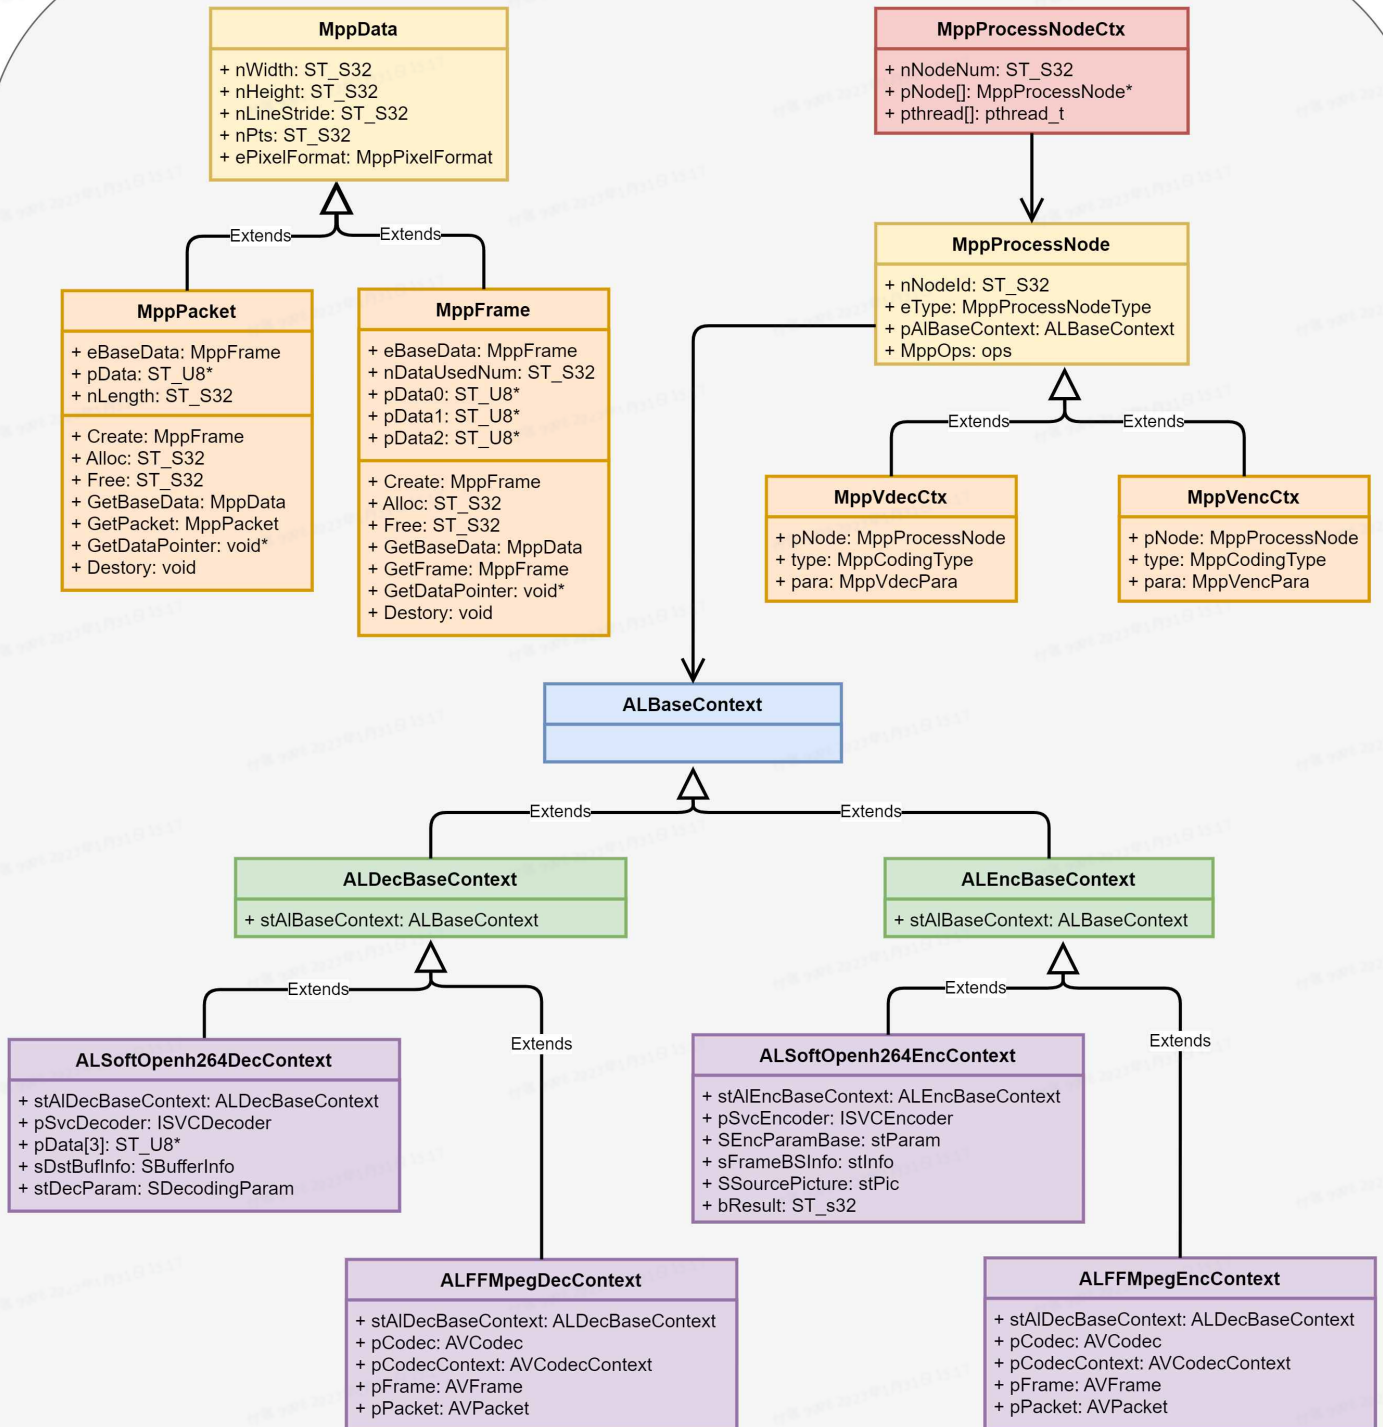 MppData
+ nWidth: ST_S32
+ nHeight: ST_S32
+ nLineStride: ST_S32
+ nPts: ST_S32
+ ePixelFormat: MppPixelFormat
MppProcessNodeCtx
+ nNodeNum: ST_S32
+ pNode[]: MppProcessNode*
+ pthread[]: pthread_t
Extends
Extends
MppProcessNode
+ nNodeId: ST_S32
+ eType: MppProcessNodeType
+ pAlBaseContext: ALBaseContext
+ MppOps: ops
MppPacket
+ eBaseData: MppFrame
+ pData: ST_U8*
+ nLength: ST_S32
+ Create: MppFrame
+ Alloc: ST_S32
+ Free: ST_S32
+ GetBaseData: MppData
+ GetPacket: MppPacket
+ GetDataPointer: void*
+ Destory: void
MppFrame
+ eBaseData: MppFrame
+ nDataUsedNum: ST_S32
+ pData0: ST_U8*
+ pData1: ST_U8*
+ pData2: ST_U8*
+ Create: MppFrame
+ Alloc: ST_S32
+ Free: ST_S32
+ GetBaseData: MppData
+ GetFrame: MppFrame
+ GetDataPointer: void*
+ Destory: void
Extends
Extends
MppVdecCtx
+ pNode: MppProcessNode
+ type: MppCodingType
+ para: MppVdecPara
MppVencCtx
+ pNode: MppProcessNode
+ type: MppCodingType
+ para: MppVencPara
ALBaseContext
Extends
Extends
ALDecBaseContext
+ stAlBaseContext: ALBaseContext
ALEncBaseContext
+ stAlBaseContext: ALBaseContext
Extends
Extends
Extends
Extends
ALSoftOpenh264DecContext
+ stAlDecBaseContext: ALDecBaseContext
+ pSvcDecoder: ISVCDecoder
+ pData[3]: ST_U8*
+ sDstBufInfo: SBufferInfo
+ stDecParam: SDecodingParam
ALSoftOpenh264EncContext
+ stAlEncBaseContext: ALEncBaseContext
+ pSvcEncoder: ISVCEncoder
+ SEncParamBase: stParam
+ sFrameBSInfo: stInfo
+ SSourcePicture: stPic
+ bResult: ST_s32
ALFFMpegDecContext
+ stAlDecBaseContext: ALDecBaseContext
+ pCodec: AVCodec
+ pCodecContext: AVCodecContext
+ pFrame: AVFrame
+ pPacket: AVPacket
ALFFMpegEncContext
+ stAlDecBaseContext: ALDecBaseContext
+ pCodec: AVCodec
+ pCodecContext: AVCodecContext
+ pFrame: AVFrame
+ pPacket: AVPacket